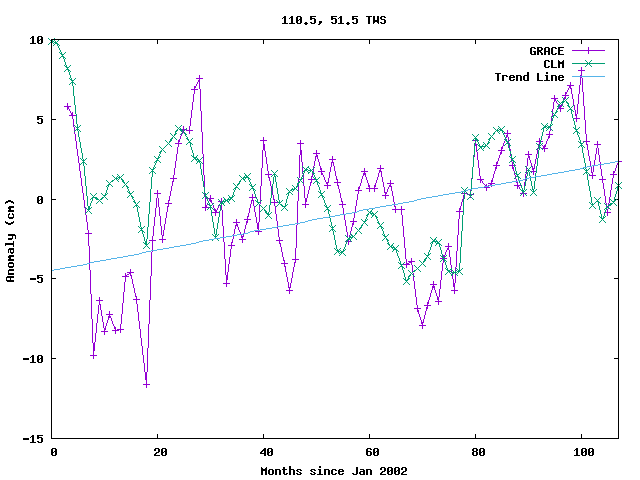 110.5, 51.5 TWS
GRACE
CLM
Trend Line
10
5
0
-5
-10
-15
Anomaly (cm)
0 20 40 60 80 100
Months since Jan 2002